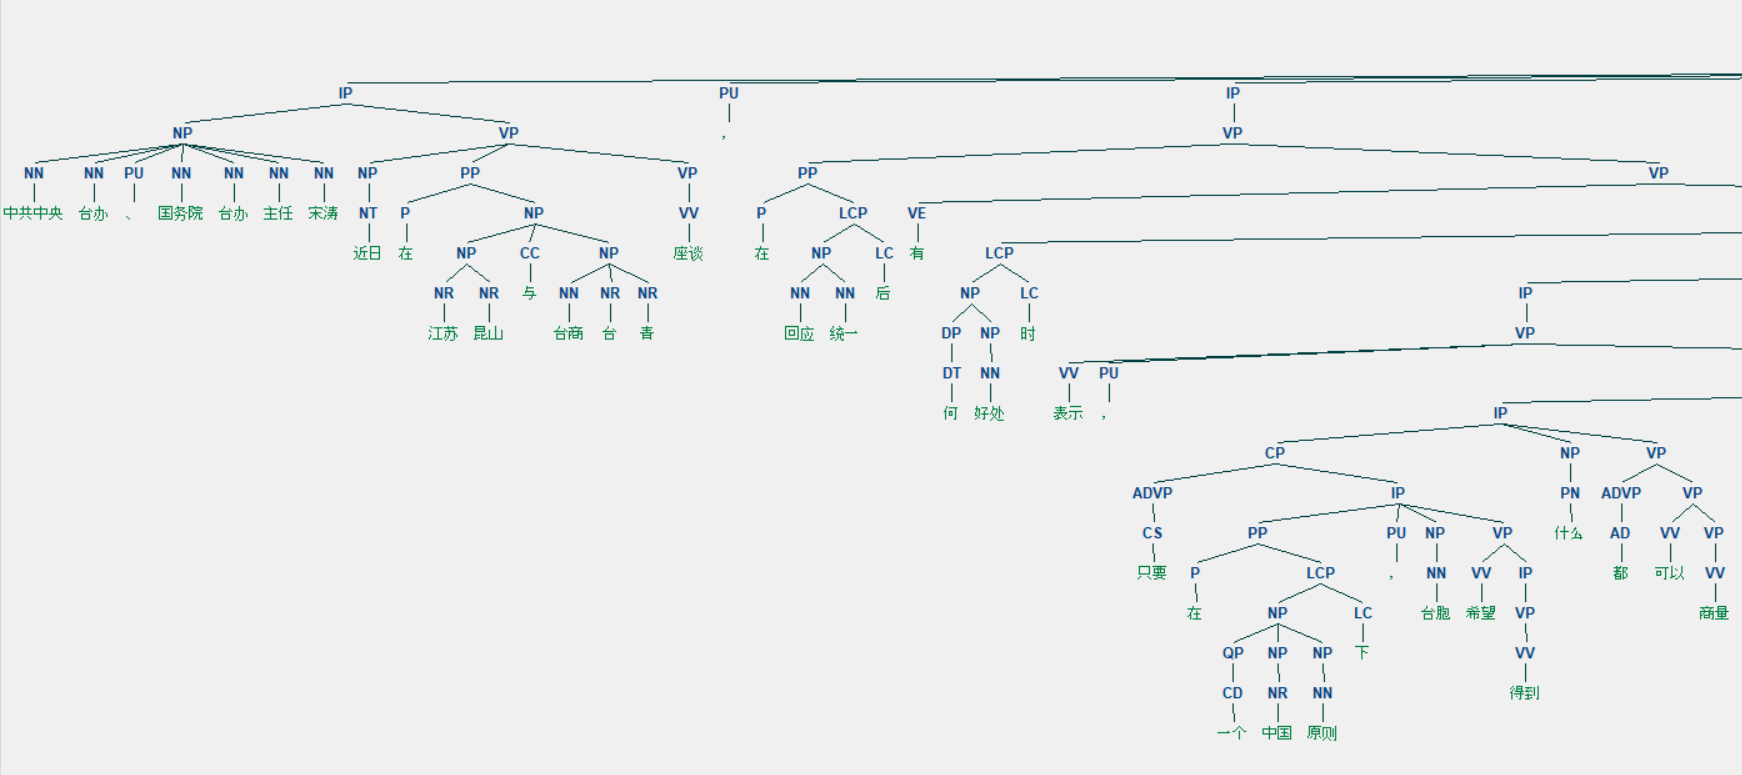 IP PU IP
NP VP , VP
NN NN PU NN NN NN NN NP PP VP PP VP
中共中央 台办 、 国务院 台办 主任 宋涛 NT P NP VV P LCP VE
近日 在 NP CC NP 座谈 在 NP LC 有 LCP
NR NR 与 NN NR NR NN NN 后 NP LC IP
江苏 昆山 台商 台 青 回应 统一 DP NP 时 VP
DT NN VV PU
何 好处 表示 , IP
CP NP VP
ADVP IP PN ADVP VP
CS PP PU NP VP 什么 AD VV VP
只要 P LCP , NN VV IP 都 可以 VV
在 NP LC 台胞 希望 VP 商量
QP NP NP 下 VV
CD NR NN 得到
一个 中国 原则